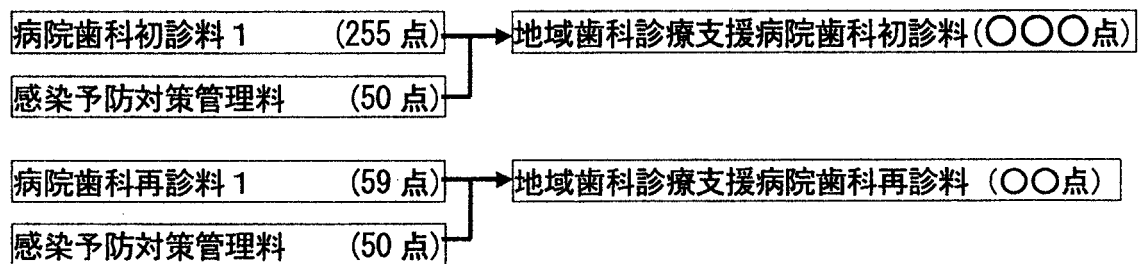 病院歯科初診料1 (255点) 地域歯科診療支援病院歯科初診料(○○○点)
感染予防対策管理料 (50点)
病院歯科再診料1 (59点) 地域歯科診療支援病院歯科再診料 (○○点)
感染予防対策管理料 (50点)